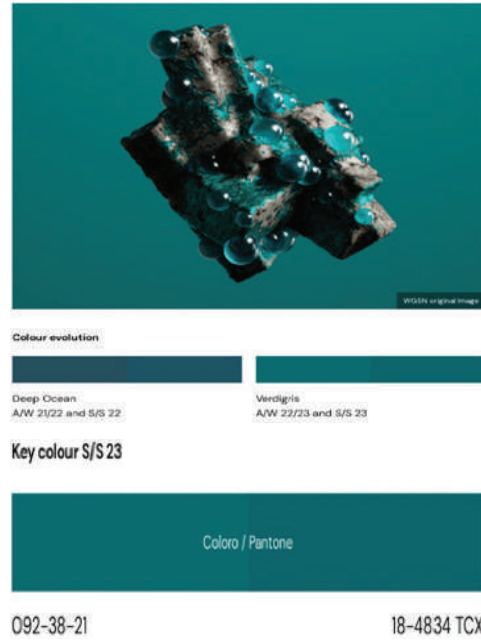 WGSN original image
Colour evolution
Deep Ocean
A/W 21/22 and S/S 22
Verdigris
A/W 22/23 and S/S 23
Key colour S/S 23
Coloro / Pantone
092-38-21
18-4834 TCX